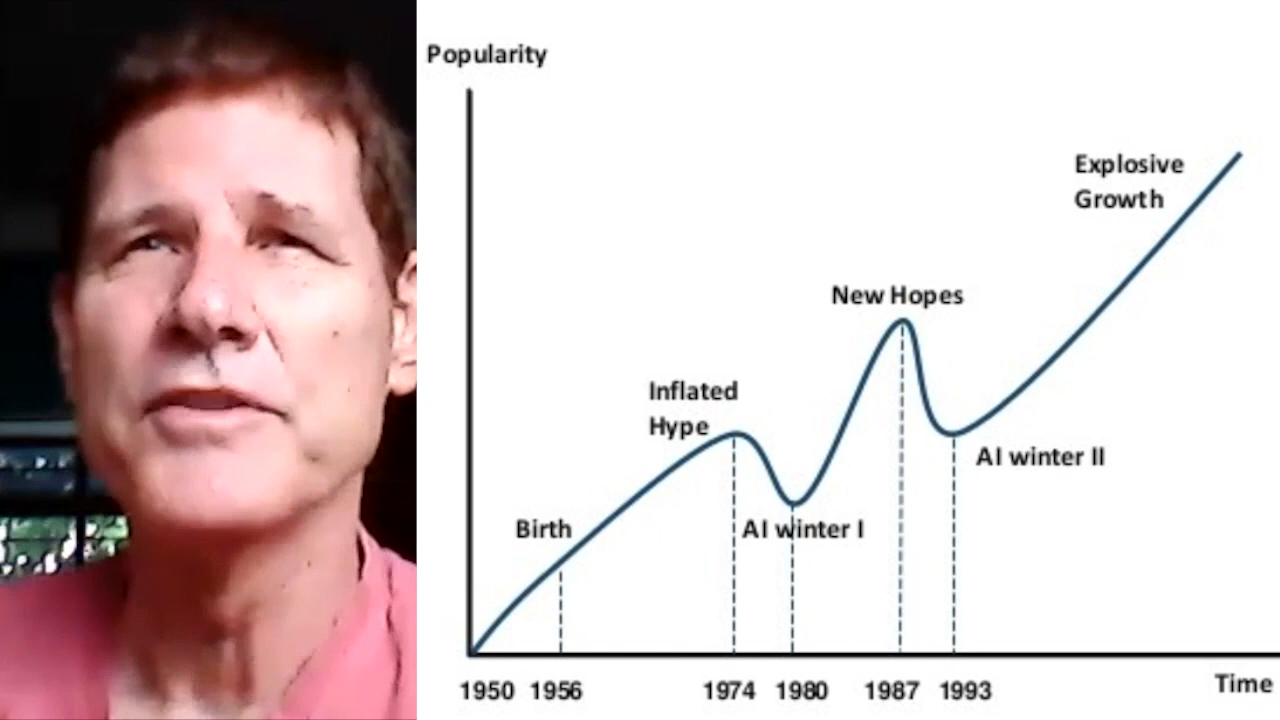 Popularity
Explosive
Growth
New Hopes
Inflated
Hype
AI winter II
Birth
AI winter I
1950 1956 1974 1980 1987 1993
Time